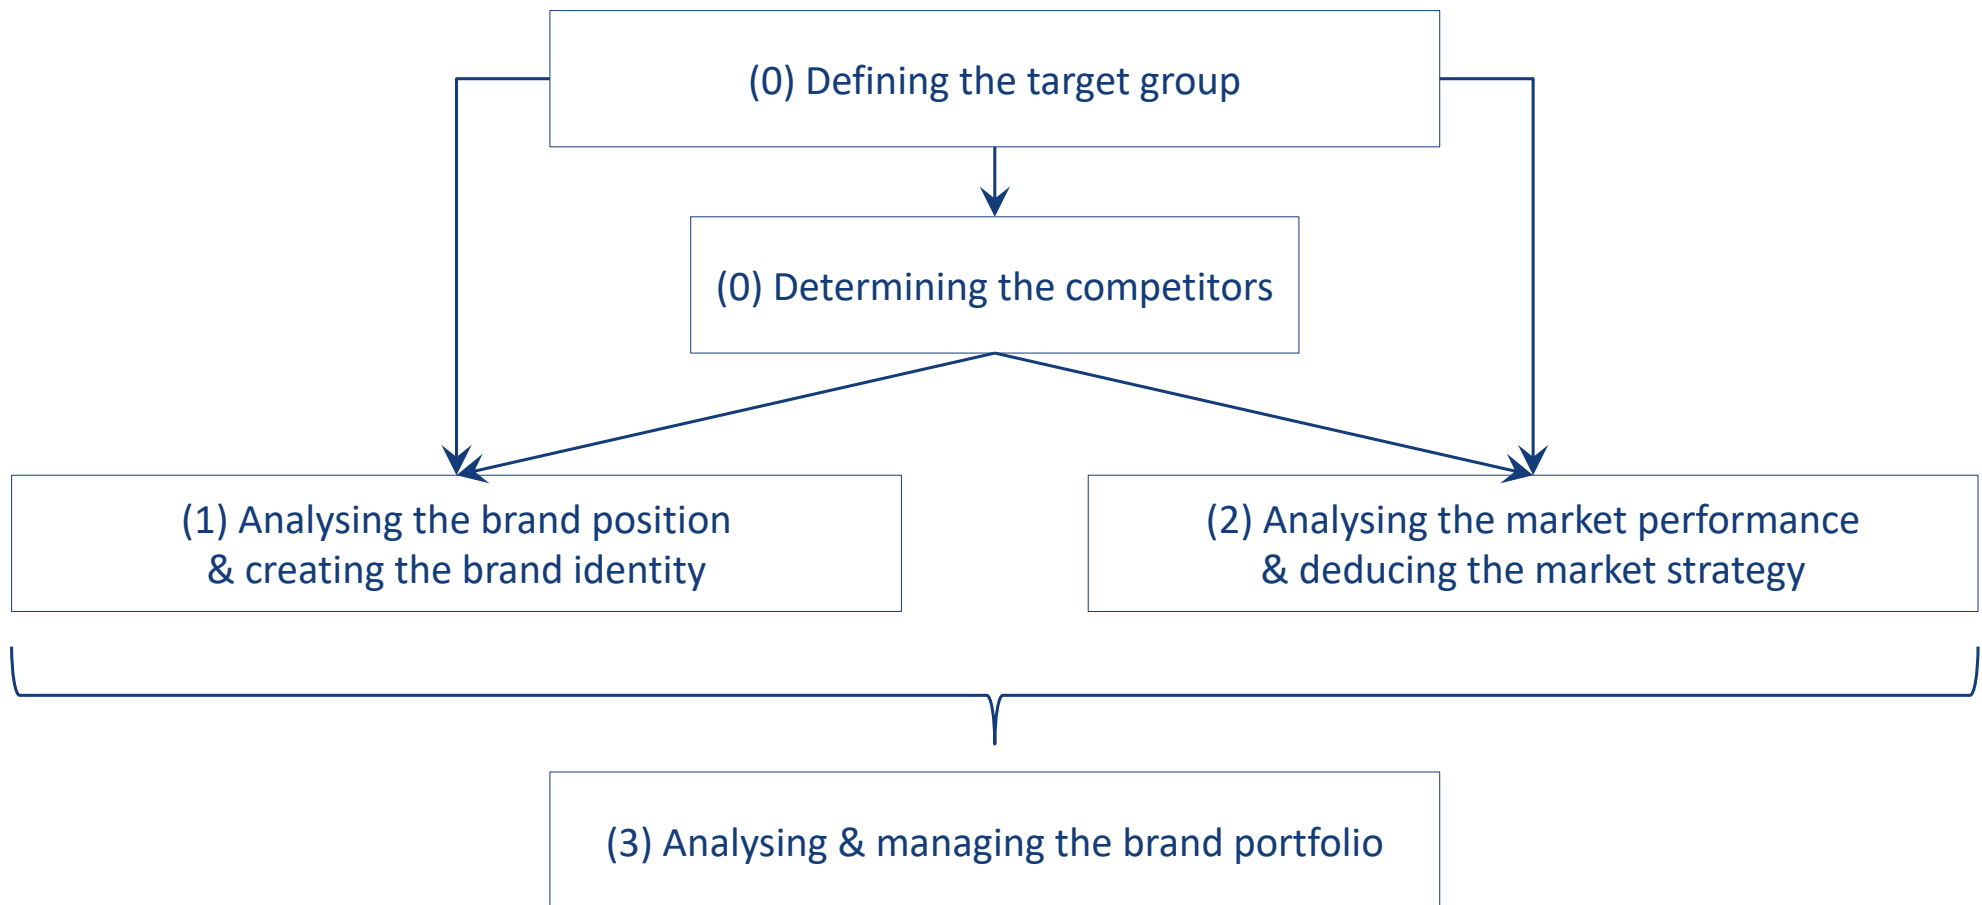 (0) Defining the target group
(0) Determining the competitors
(1) Analysing the brand position
& creating the brand identity
(2) Analysing the market performance
& deducing the market strategy
(3) Analysing & managing the brand portfolio